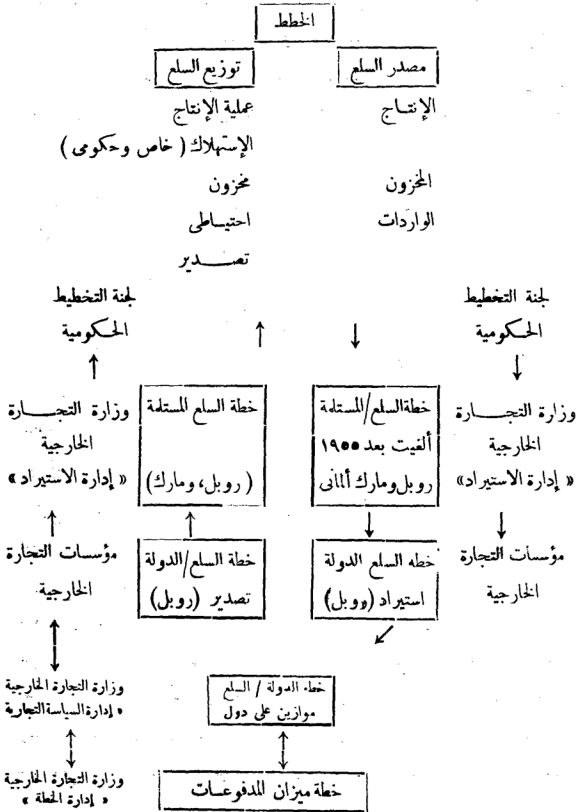 الخطط
مصدر السلع
توزيع السلع
الإنتاج
عملية الإنتاج
الإستهلاك ( خاص وحكومى )
المخزون
مخزون
الواردات
احتياطى
تصدير
لجنة التخطيط
لجنة التخطيط
الحكومية
الحكومية
وزارة التجارة
خطة السلع/المستلمة
خطة السلع المستلمة
وزارة التجارة
الخارجية
ألغيت بعد ١٩٥٥
الخارجية
« إدارة الاستيراد»
روبل ومارك ألمانى
( روبل، ومارك)
« إدارة الاستيراد »
مؤسسات التجارة
خطه السلع الدولة
خطة السلع/الدولة
مؤسسات التجارة
الخارجية
استيراد (روبل)
تصدير (روبل)
الخارجية
خطه الدولة / السلع
وزارة التجارة الخارجية
موازين على دول
« إدارة السياسة التجارية
خطة ميزان المدفوعات
وزارة التجارة الخارجية
« إدارة الخطة »